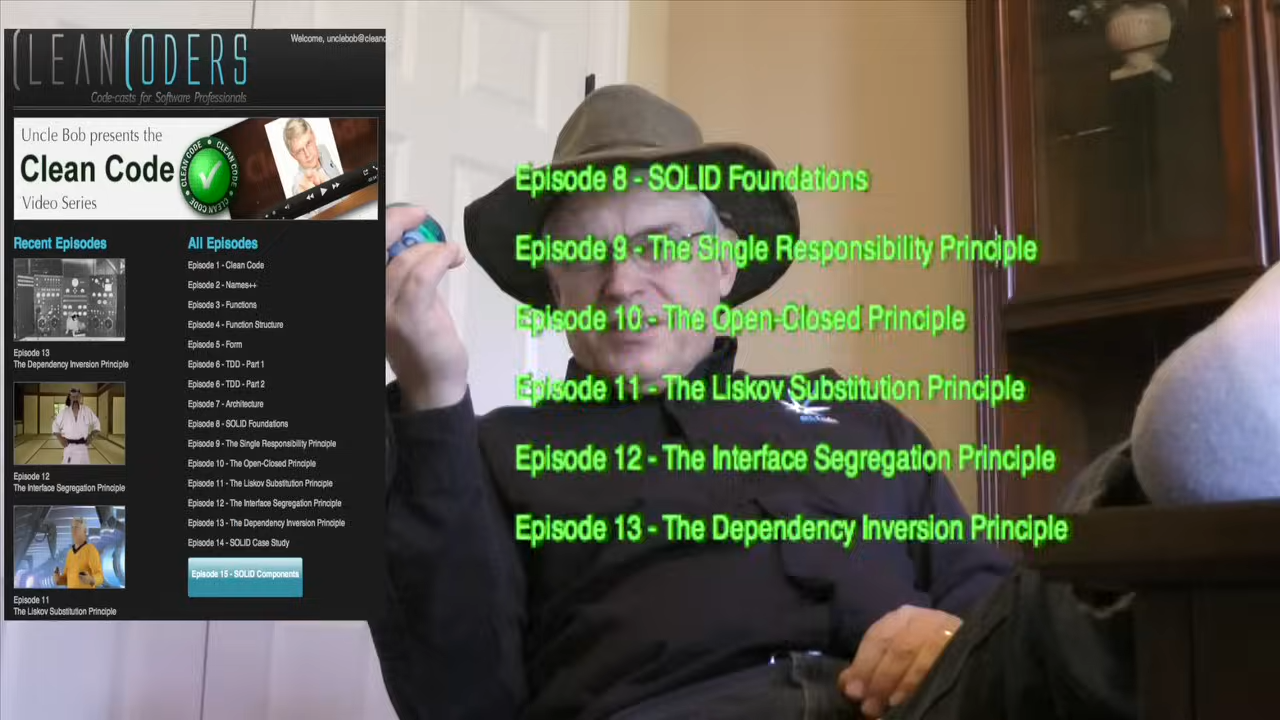 CLEAN CODERS
Code-casts for Software Professionals
Welcome, unclebob@cleanc
Uncle Bob presents the
Clean Code
Video Series
CLEAN CODE
CLEAN CODE
CLEAN CODE
Recent Episodes
Episode 13
The Dependency Inversion Principle
Episode 12
The Interface Segregation Principle
Episode 11
The Liskov Substitution Principle
All Episodes
Episode 1 - Clean Code
Episode 2 - Names++
Episode 3 - Functions
Episode 4 - Function Structure
Episode 5 - Form
Episode 6 - TDD - Part 1
Episode 6 - TDD - Part 2
Episode 7 - Architecture
Episode 8 - SOLID Foundations
Episode 9 - The Single Responsibility Principle
Episode 10 - The Open-Closed Principle
Episode 11 - The Liskov Substitution Principle
Episode 12 - The Interface Segregation Principle
Episode 13 - The Dependency Inversion Principle
Episode 14 - SOLID Case Study
Episode 15 - SOLID Components
Episode 8 - SOLID Foundations
Episode 9 - The Single Responsibility Principle
Episode 10 - The Open-Closed Principle
Episode 11 - The Liskov Substitution Principle
Episode 12 - The Interface Segregation Principle
Episode 13 - The Dependency Inversion Principle